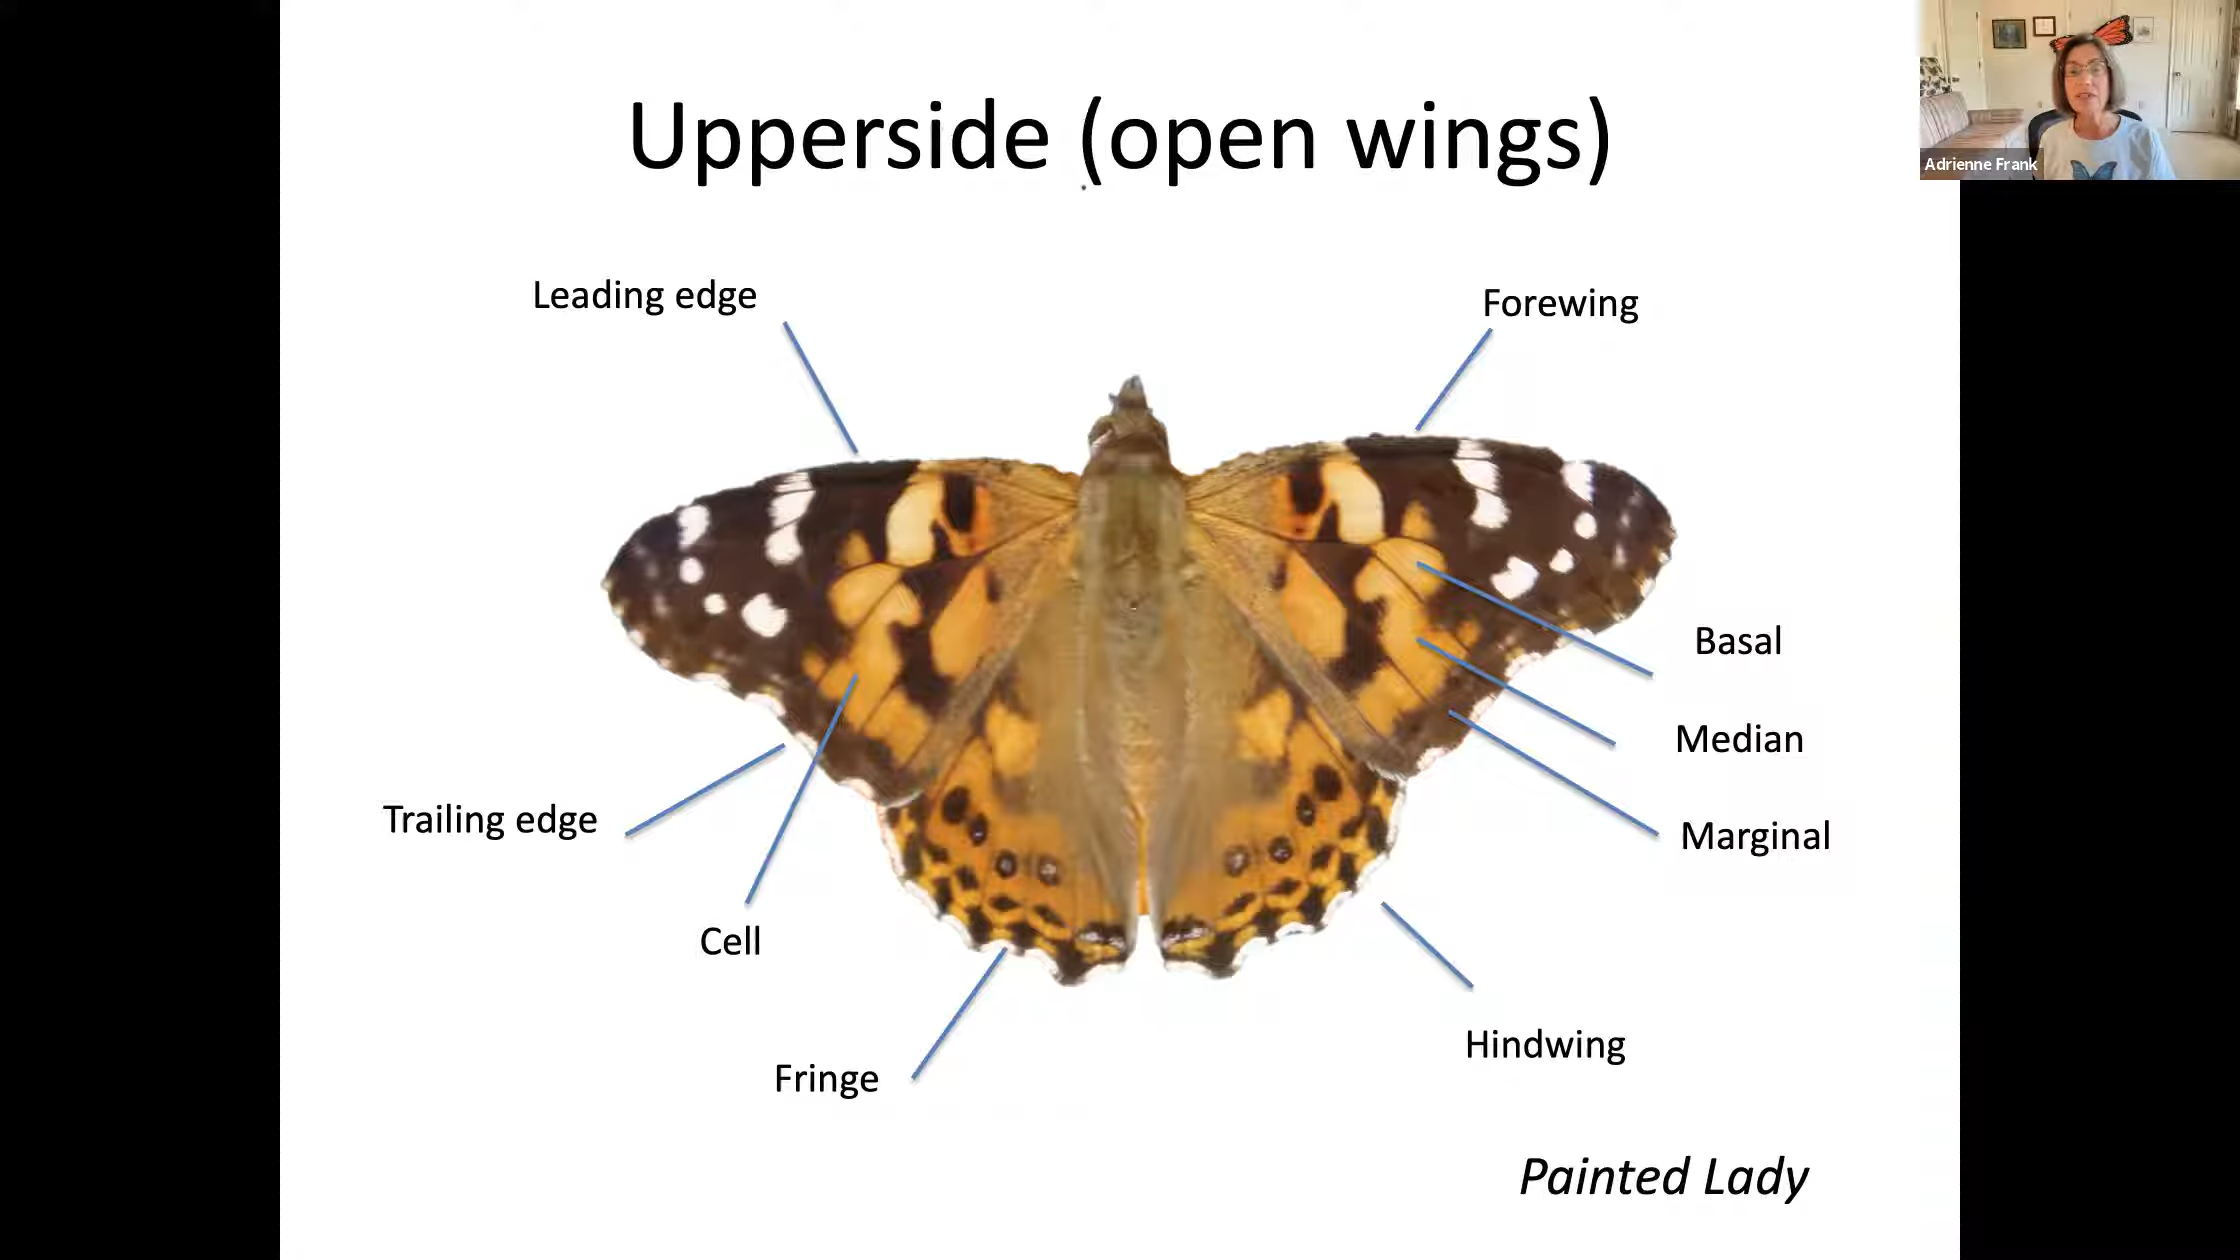 Upperside (open wings)
Adrienne Frank
Leading edge
Forewing
Basal
Median
Trailing edge
Marginal
Cell
Hindwing
Fringe
Painted Lady